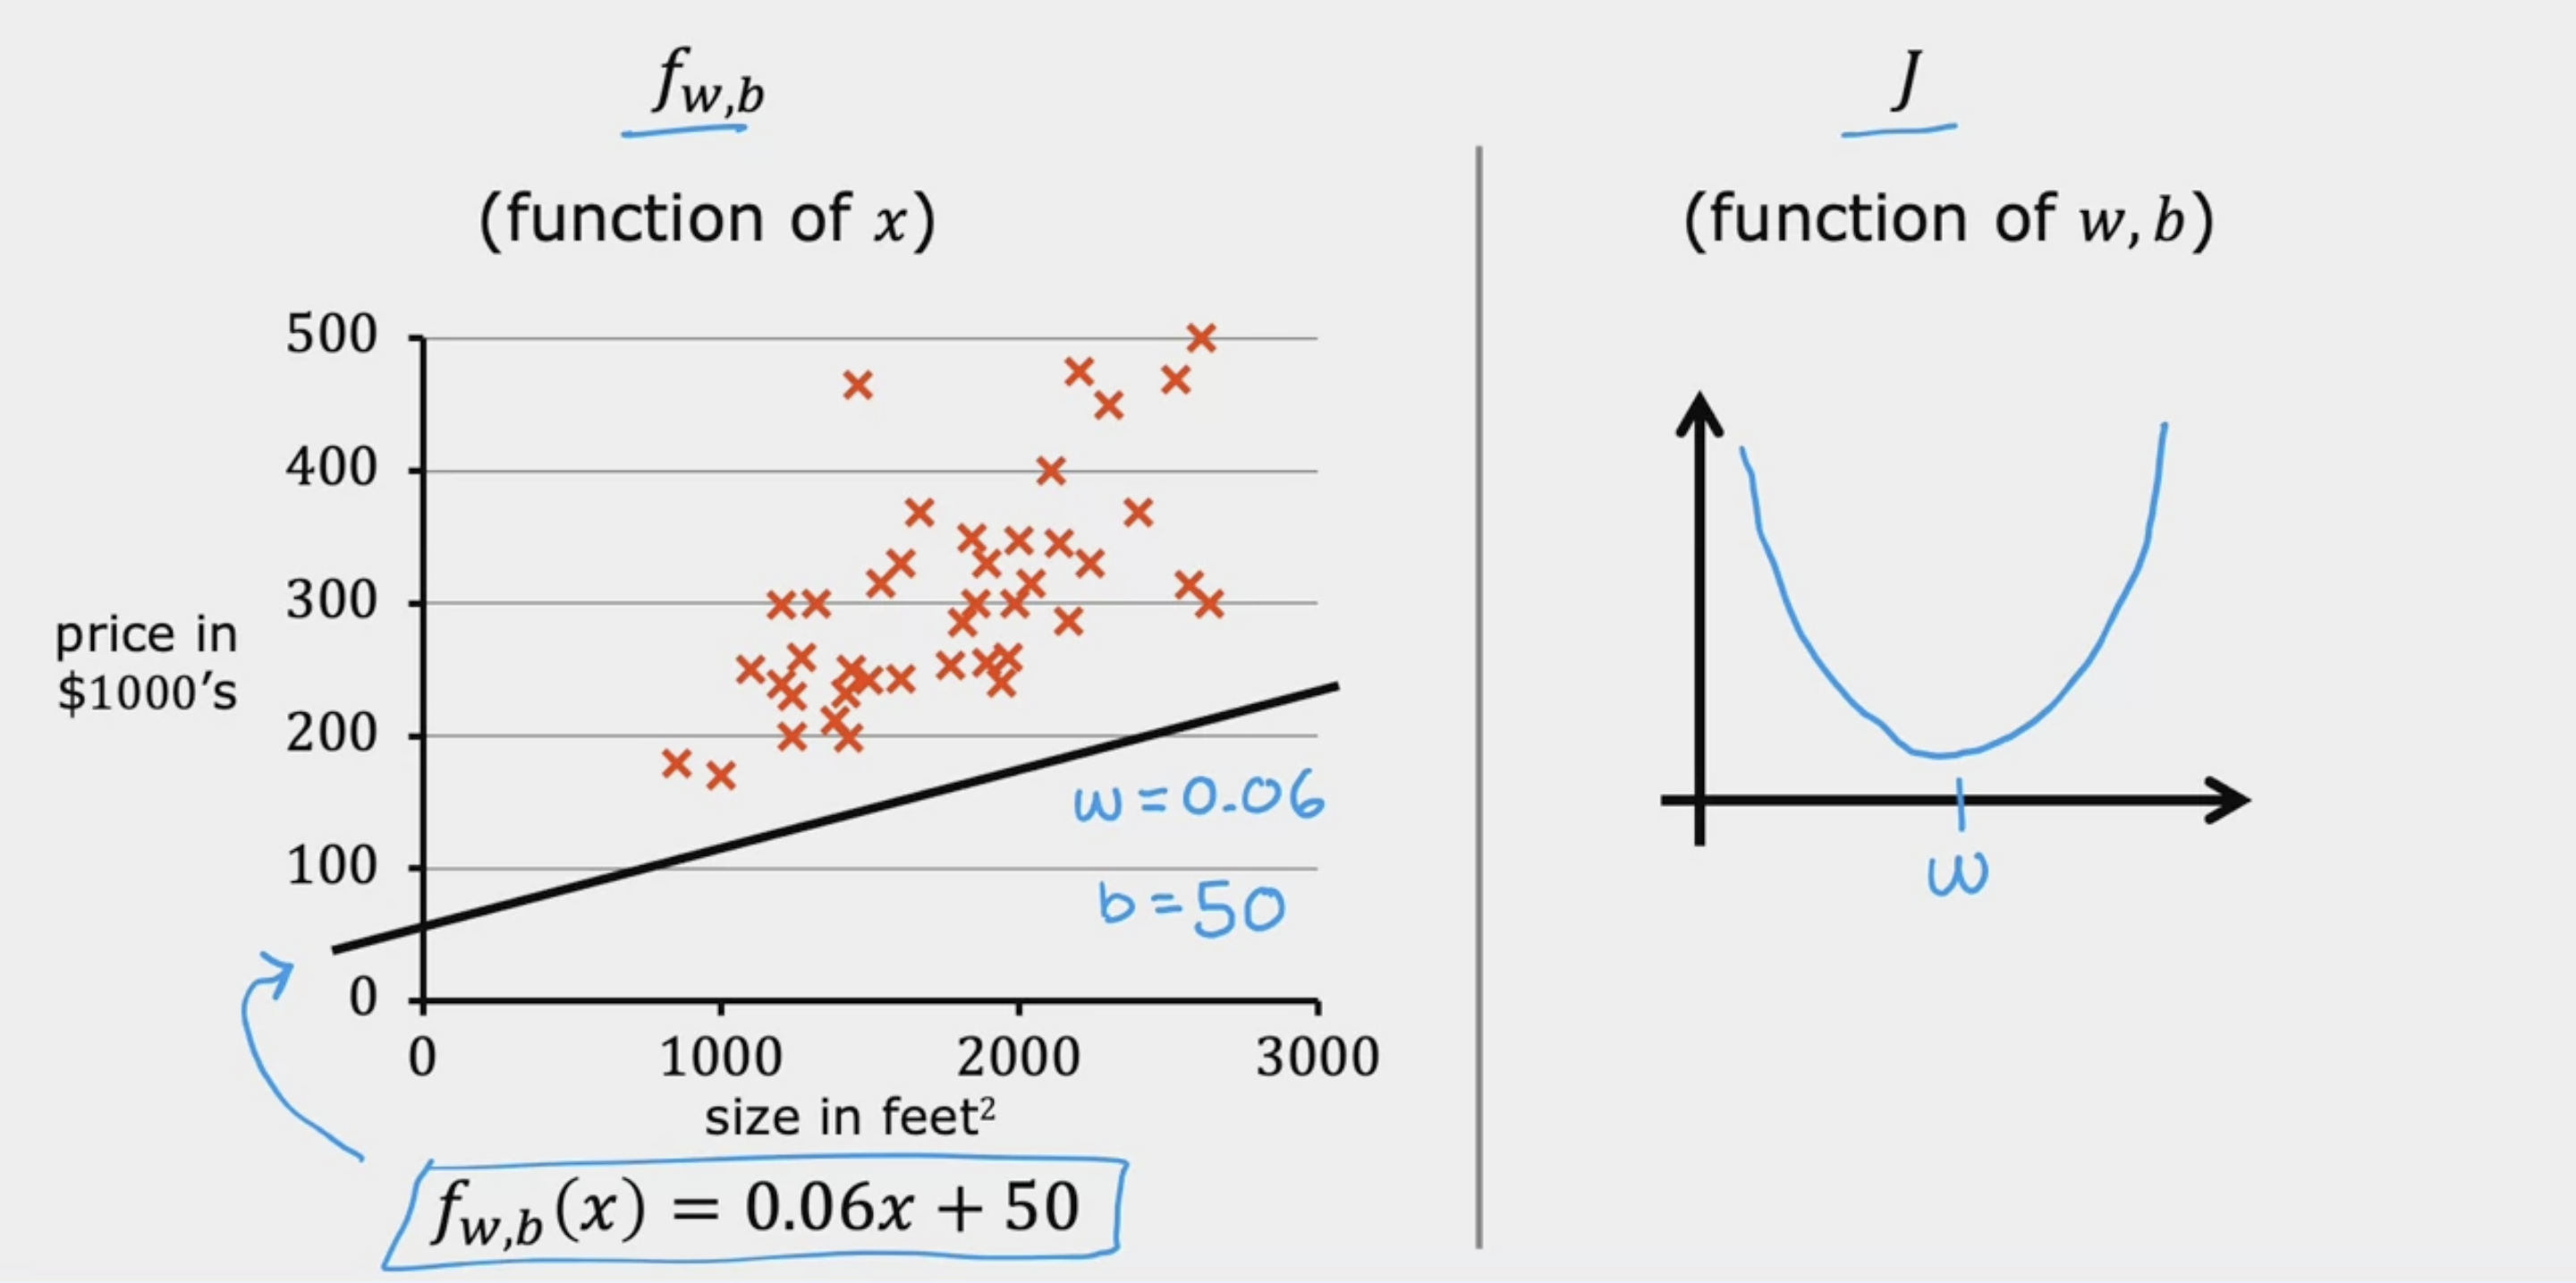 f_{w,b}
(function of x)
500
400
300
200
100
0
price in
$1000's
w = 0.06
b = 50
0 1000 2000 3000
size in feet²
f_{w,b}(x) = 0.06x + 50
J
(function of w, b)
w